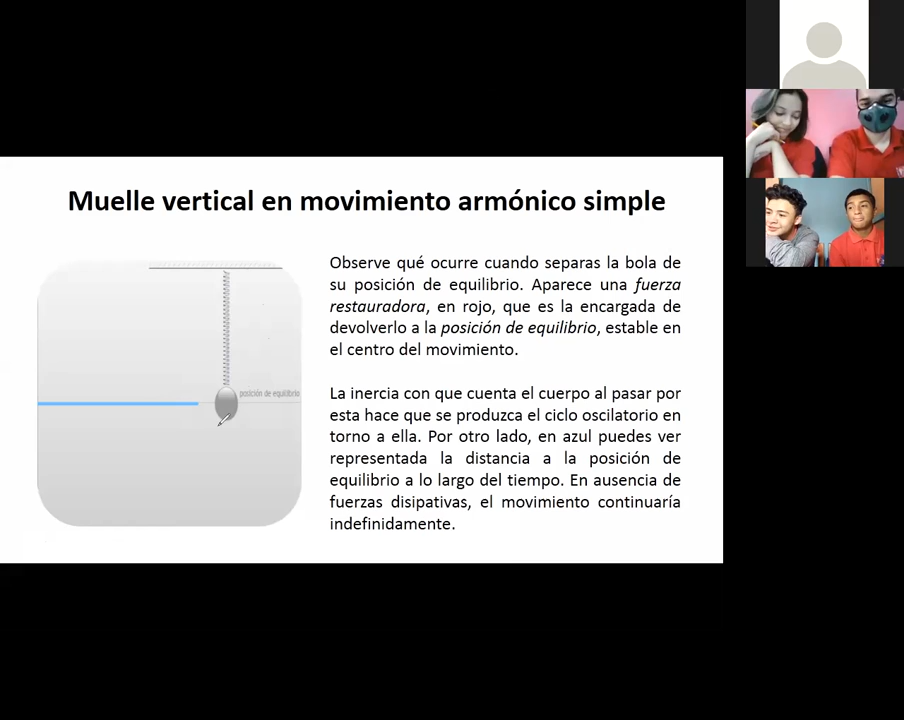 Muelle vertical en movimiento armónico simple
posición de equilibrio
Observe qué ocurre cuando separas la bola de
su posición de equilibrio. Aparece una fuerza
restauradora, en rojo, que es la encargada de
devolverlo a la posición de equilibrio, estable en
el centro del movimiento.
La inercia con que cuenta el cuerpo al pasar por
esta hace que se produzca el ciclo oscilatorio en
torno a ella. Por otro lado, en azul puedes ver
representada la distancia a la posición de
equilibrio a lo largo del tiempo. En ausencia de
fuerzas disipativas, el movimiento continuaría
indefinidamente.